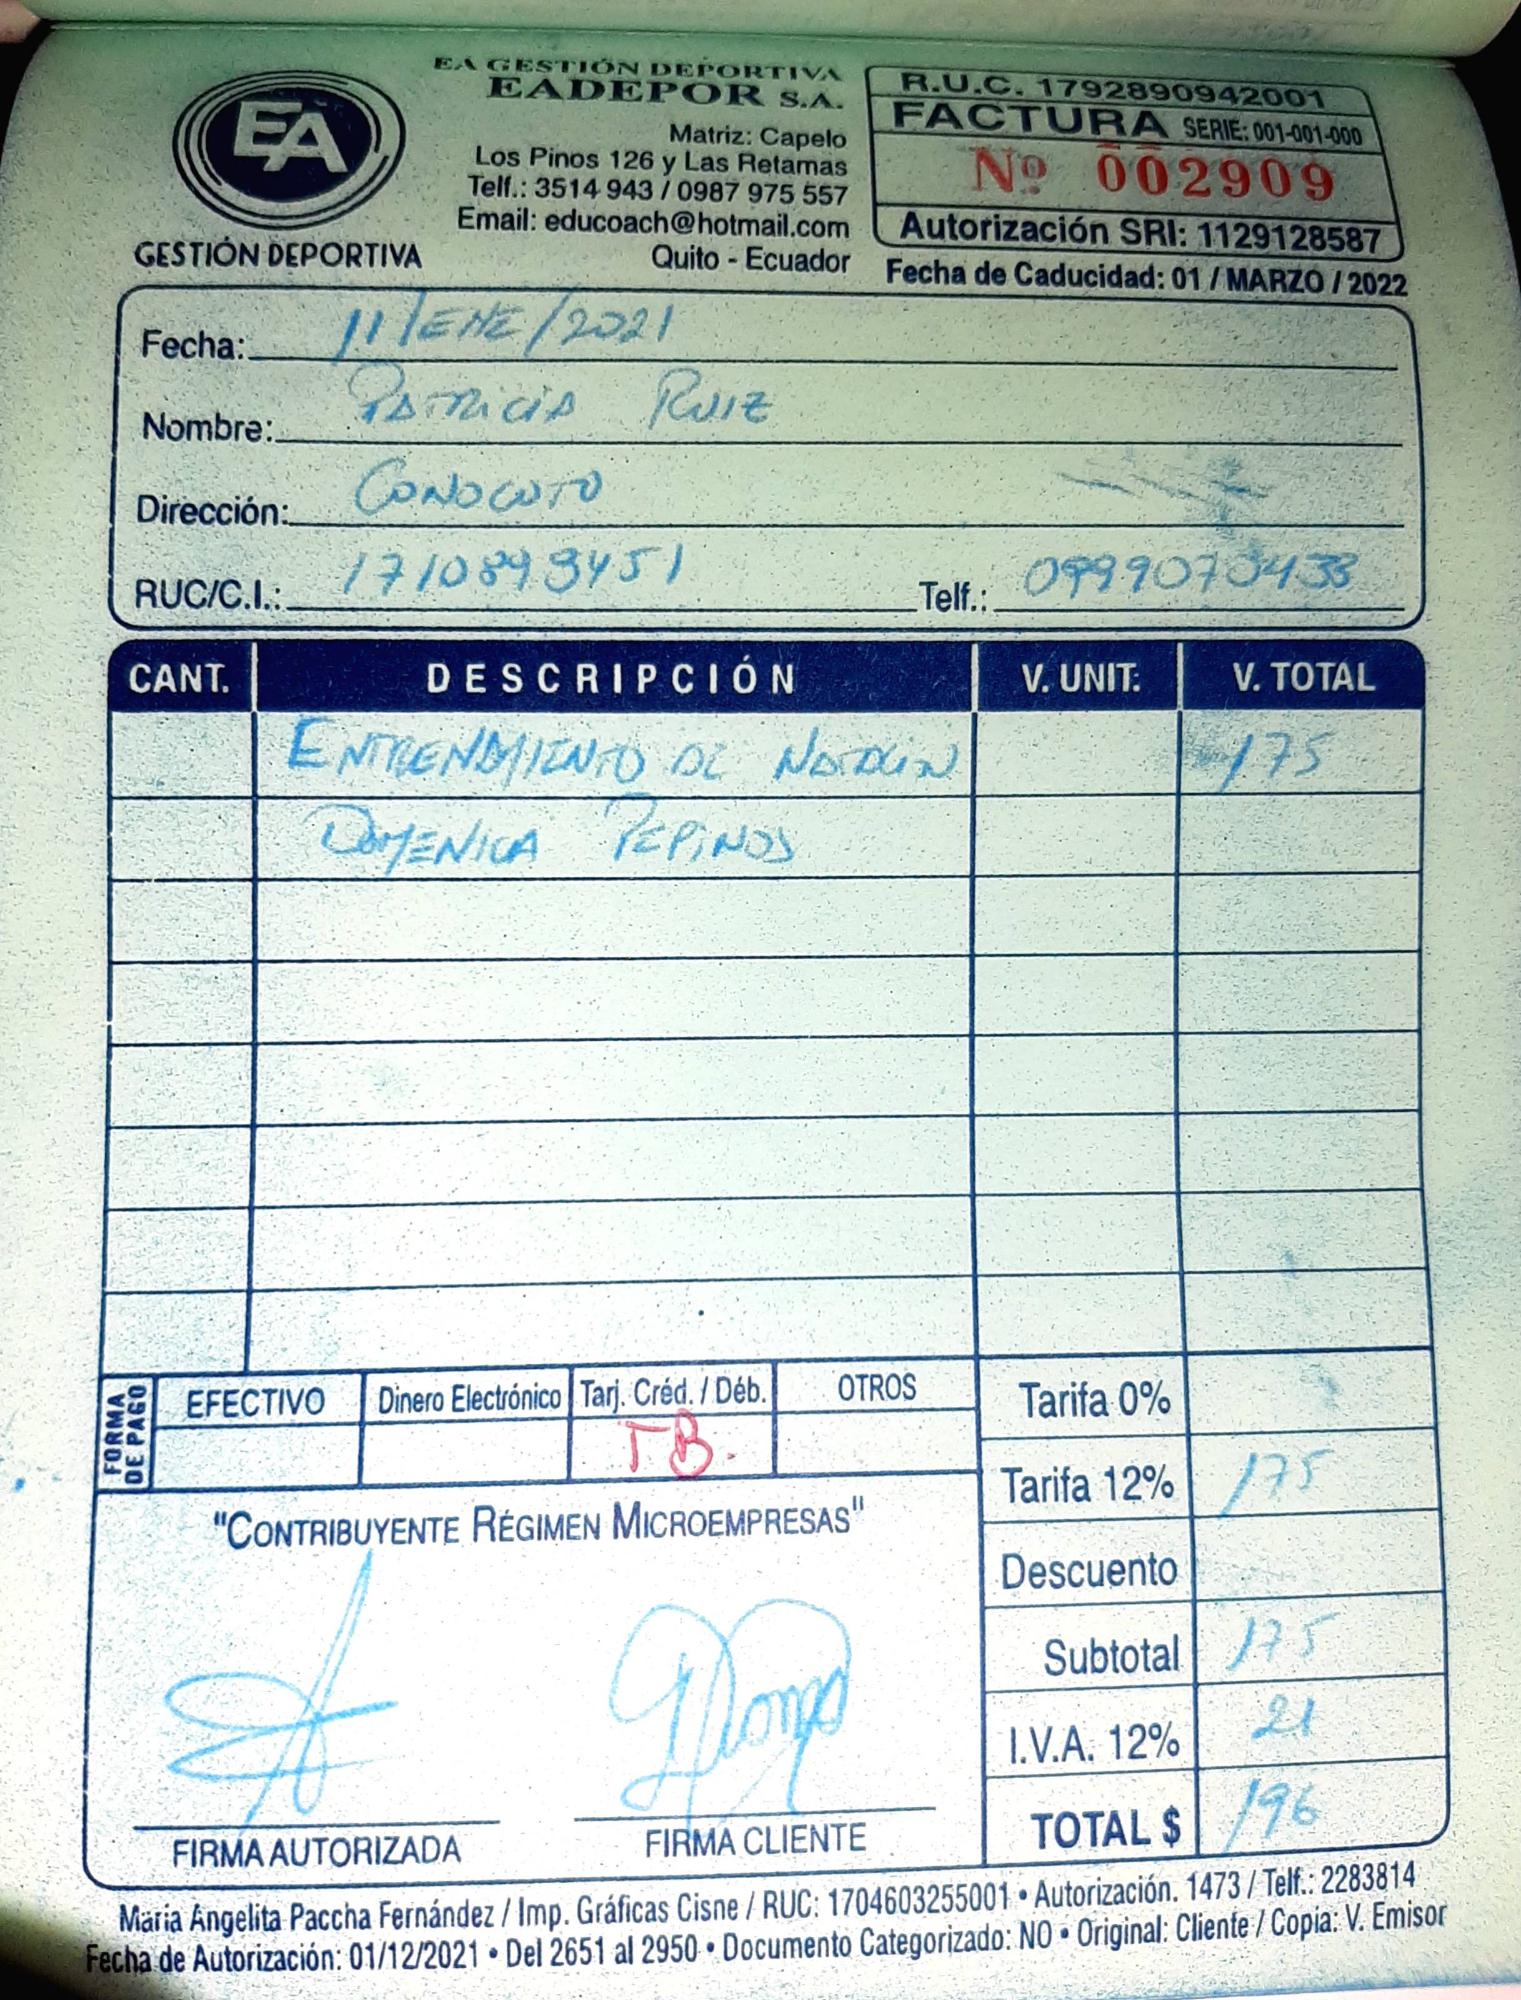 EA GESTIÓN DEPORTIVA
EADEPOR S.A.
Matriz: Capelo
Los Pinos 126 y Las Retamas
Telf.: 3514 943 / 0987 975 557
Email: educoach@hotmail.com
Quito - Ecuador
EA
GESTIÓN DEPORTIVA
R.U.C. 1792890942001
FACTURA SERIE: 001-001-000
Nº 002909
Autorización SRI: 1129128587
Fecha de Caducidad: 01 / MARZO / 2022
Fecha: 11/ENE/2021
Nombre: PATRICIA RUIZ
Dirección: CONOCOTO
RUC/C.I.: Telf.:
CANT. DESCRIPCIÓN V. UNIT. V. TOTAL
ENTRENAMIENTO DE NATACIÓN 175
DOMENICA PEPINOS
FORMA DE PAGO
EFECTIVO Dinero Electrónico Tarj. Créd. / Déb. OTROS
TB.
Tarifa 0%
Tarifa 12% 175
Descuento
Subtotal 175
I.V.A. 12% 21
TOTAL $ 196
"CONTRIBUYENTE RÉGIMEN MICROEMPRESAS"
FIRMA AUTORIZADA FIRMA CLIENTE
Maria Angelita Paccha Fernández / Imp. Gráficas Cisne / RUC: 1704603255001 • Autorización. 1473 / Telf.: 2283814
Fecha de Autorización: 01/12/2021 • Del 2651 al 2950 • Documento Categorizado: NO • Original: Cliente / Copia: V. Emisor